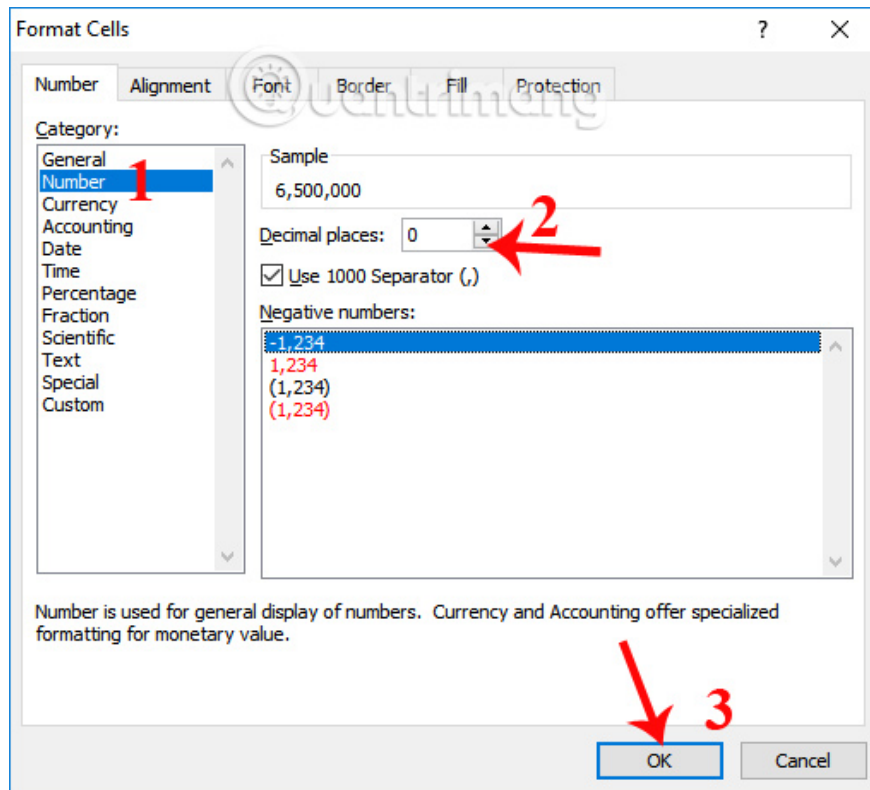 Format Cells ? ×
Number Alignment Font Border Fill Protection
Quantrimang
Category:
General
Number
Currency
Accounting
Date
Time
Percentage
Fraction
Scientific
Text
Special
Custom
1
Sample
6,500,000
Decimal places: 0
2
Use 1000 Separator (,)
Negative numbers:
-1,234
1,234
(1,234)
(1,234)
Number is used for general display of numbers. Currency and Accounting offer specialized
formatting for monetary value.
3
OK Cancel